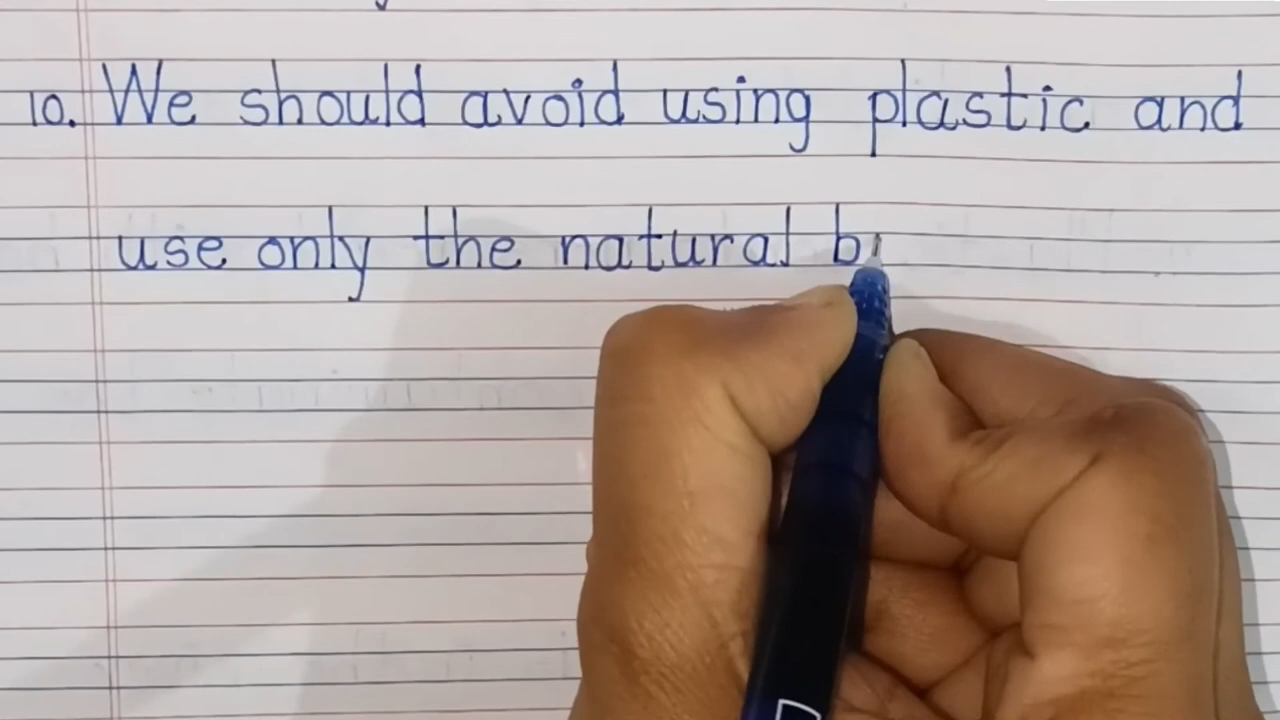 10. We should avoid using plastic and
use only the natural b